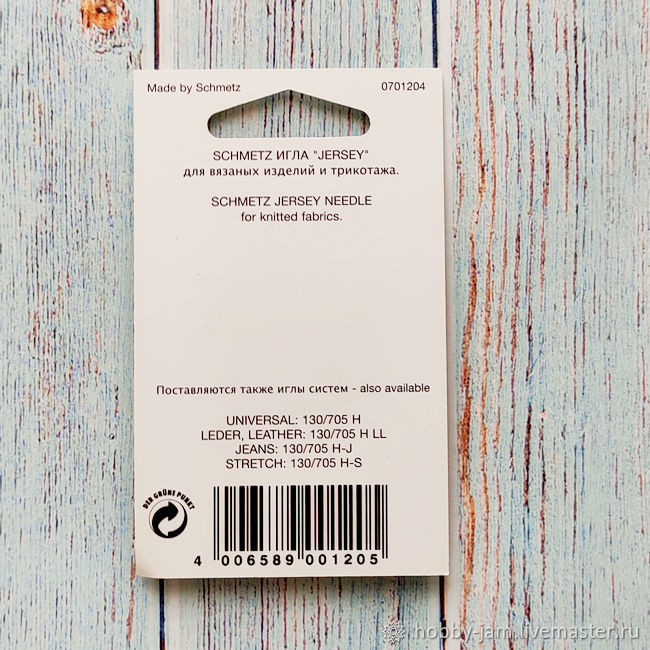 Made by Schmetz 0701204
SCHMETZ ИГЛА "JERSEY"
для вязаных изделий и трикотажа.
SCHMETZ JERSEY NEEDLE
for knitted fabrics.
Поставляются также иглы систем - also available
UNIVERSAL: 130/705 H
LEDER, LEATHER: 130/705 H LL
JEANS: 130/705 H-J
STRETCH: 130/705 H-S
DER GRÜNE PUNKT
4 006589 001205
hobby-jam.livemaster.ru